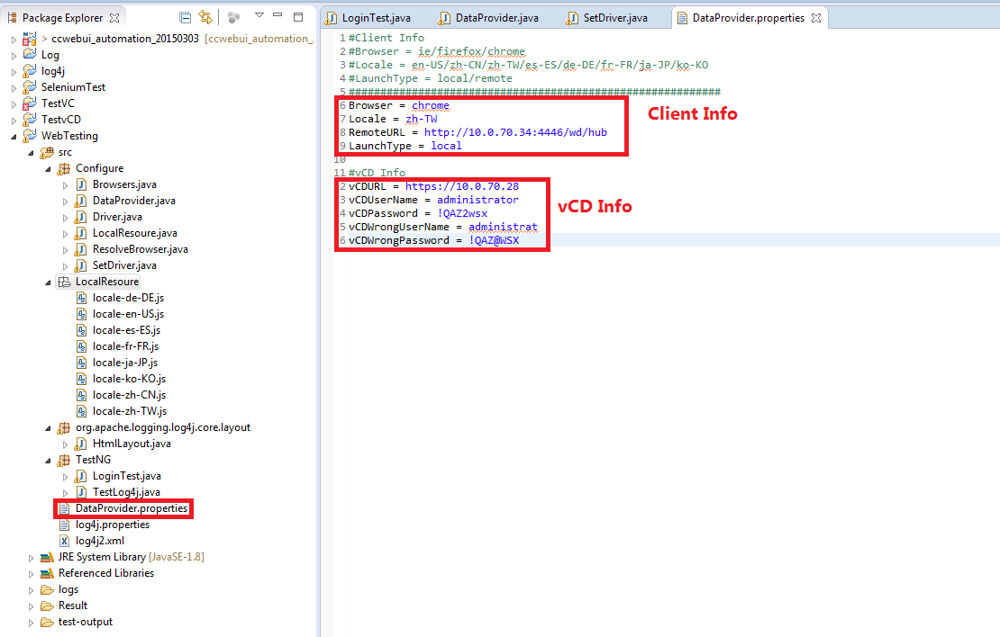 Package Explorer
> ccwebui_automation_20150303 [ccwebui_automation_
Log
log4j
SeleniumTest
TestVC
TestvCD
WebTesting
src
Configure
Browsers.java
DataProvider.java
Driver.java
LocalResoure.java
ResolveBrowser.java
SetDriver.java
LocalResoure
locale-de-DE.js
locale-en-US.js
locale-es-ES.js
locale-fr-FR.js
locale-ja-JP.js
locale-ko-KO.js
locale-zh-CN.js
locale-zh-TW.js
org.apache.logging.log4j.core.layout
HtmlLayout.java
TestNG
LoginTest.java
TestLog4j.java
DataProvider.properties
log4j.properties
log4j2.xml
JRE System Library [JavaSE-1.8]
Referenced Libraries
logs
Result
test-output
LoginTest.java DataProvider.java SetDriver.java DataProvider.properties
1 #Client Info
2 #Browser = ie/firefox/chrome
3 #Locale = en-US/zh-CN/zh-TW/es-ES/de-DE/fr-FR/ja-JP/ko-KO
4 #LaunchType = local/remote
5 ###########################################################
6 Browser = chrome
7 Locale = zh-TW
8 RemoteURL = http://10.0.70.34:4446/wd/hub
9 LaunchType = local
Client Info
10
11 #vCD Info
2 vCDURL = https://10.0.70.28
3 vCDUserName = administrator
4 vCDPassword = !QAZ2wsx
5 vCDWrongUserName = administrat
6 vCDWrongPassword = !QAZ@WSX
vCD Info